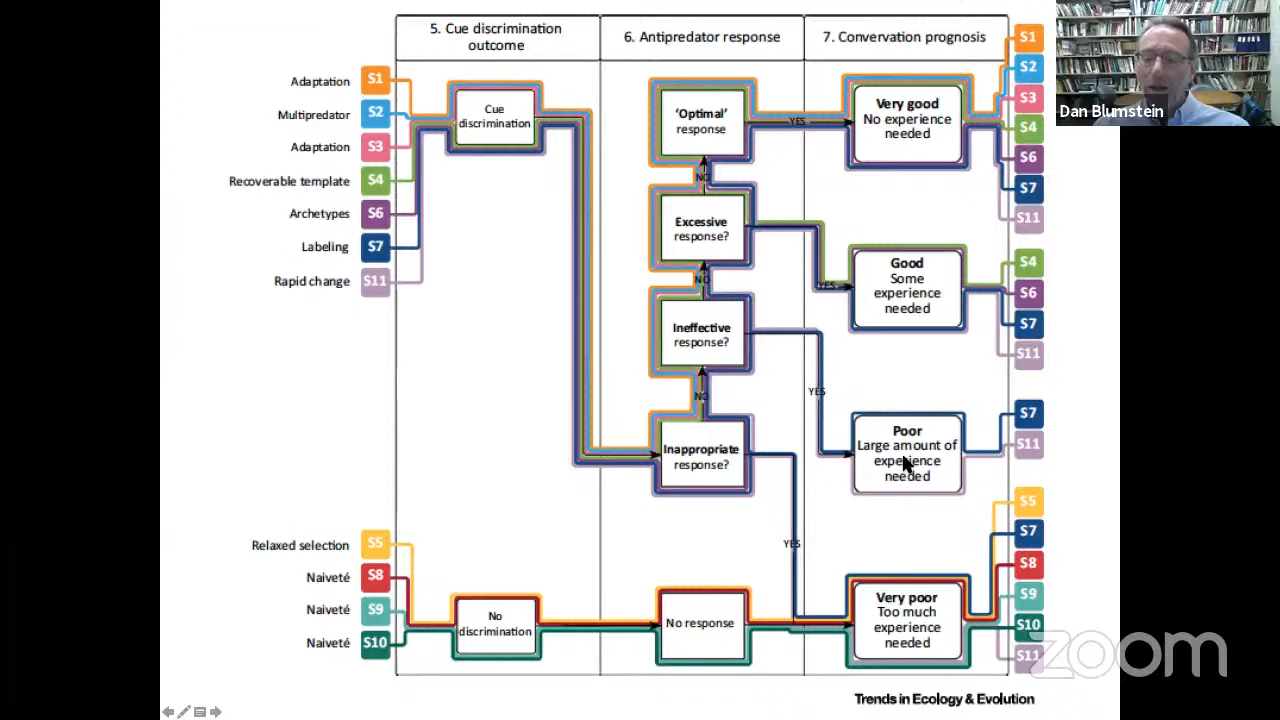 5. Cue discrimination
outcome
6. Antipredator response
7. Convervation prognosis
Adaptation S1
Multipredator S2
Adaptation S3
Recoverable template S4
Archetypes S6
Labeling S7
Rapid change S11
Relaxed selection S5
Naiveté S8
Naiveté S9
Naiveté S10
Cue
discrimination
No
discrimination
'Optimal'
response
NO
Excessive
response?
NO
Ineffective
response?
NO
Inappropriate
response?
No response
YES
YES
YES
YES
Very good
No experience
needed
Good
Some
experience
needed
Poor
Large amount of
experience
needed
Very poor
Too much
experience
needed
S1
S2
S3
S4
S6
S7
S11
S4
S6
S7
S11
S7
S11
S5
S7
S8
S9
S10
S11
Dan Blumstein
zoom
Trends in Ecology & Evolution